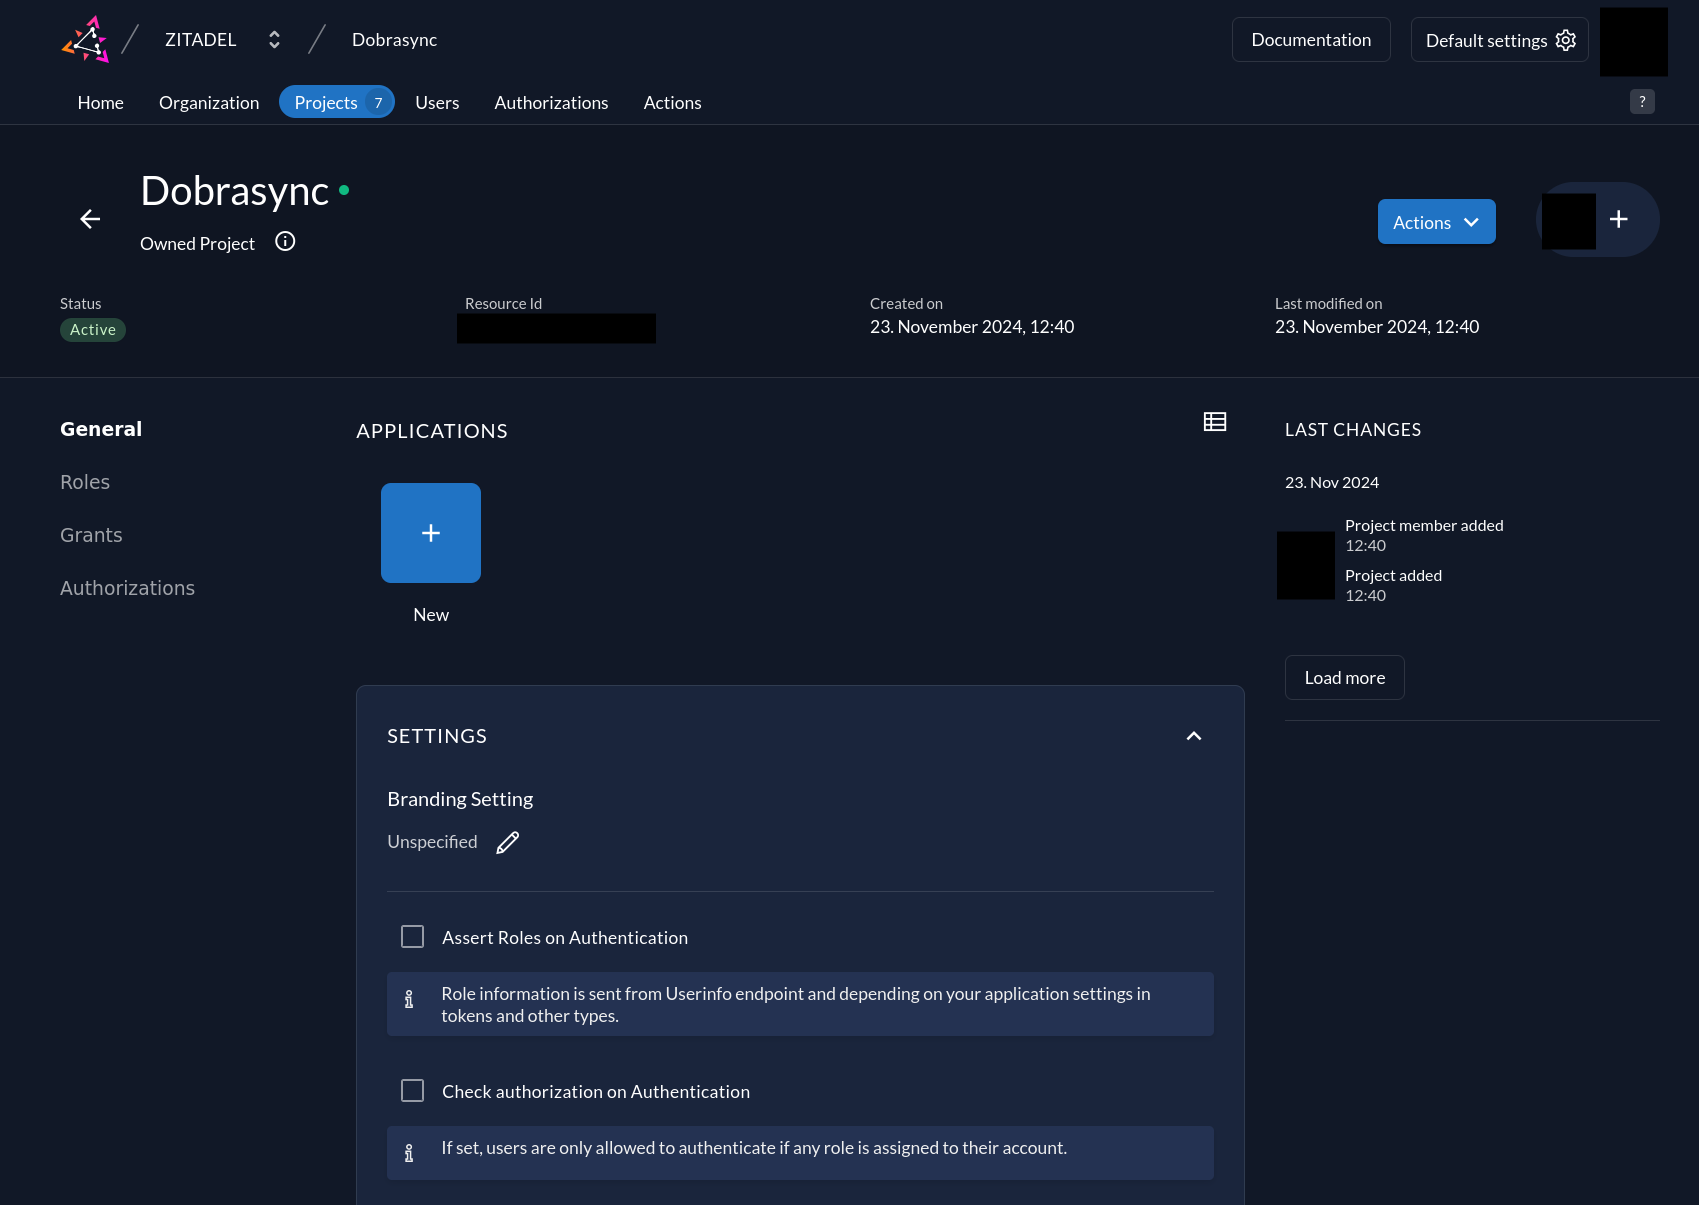 ZITADEL
Dobrasync
Documentation
Default settings
Home
Organization
Projects 7
Users
Authorizations
Actions
?
Dobrasync
Owned Project
Actions
Status
Active
Resource Id
Created on
23. November 2024, 12:40
Last modified on
23. November 2024, 12:40
General
Roles
Grants
Authorizations
APPLICATIONS
New
SETTINGS
Branding Setting
Unspecified
Assert Roles on Authentication
Role information is sent from Userinfo endpoint and depending on your application settings in
tokens and other types.
Check authorization on Authentication
If set, users are only allowed to authenticate if any role is assigned to their account.
LAST CHANGES
23. Nov 2024
Project member added
12:40
Project added
12:40
Load more